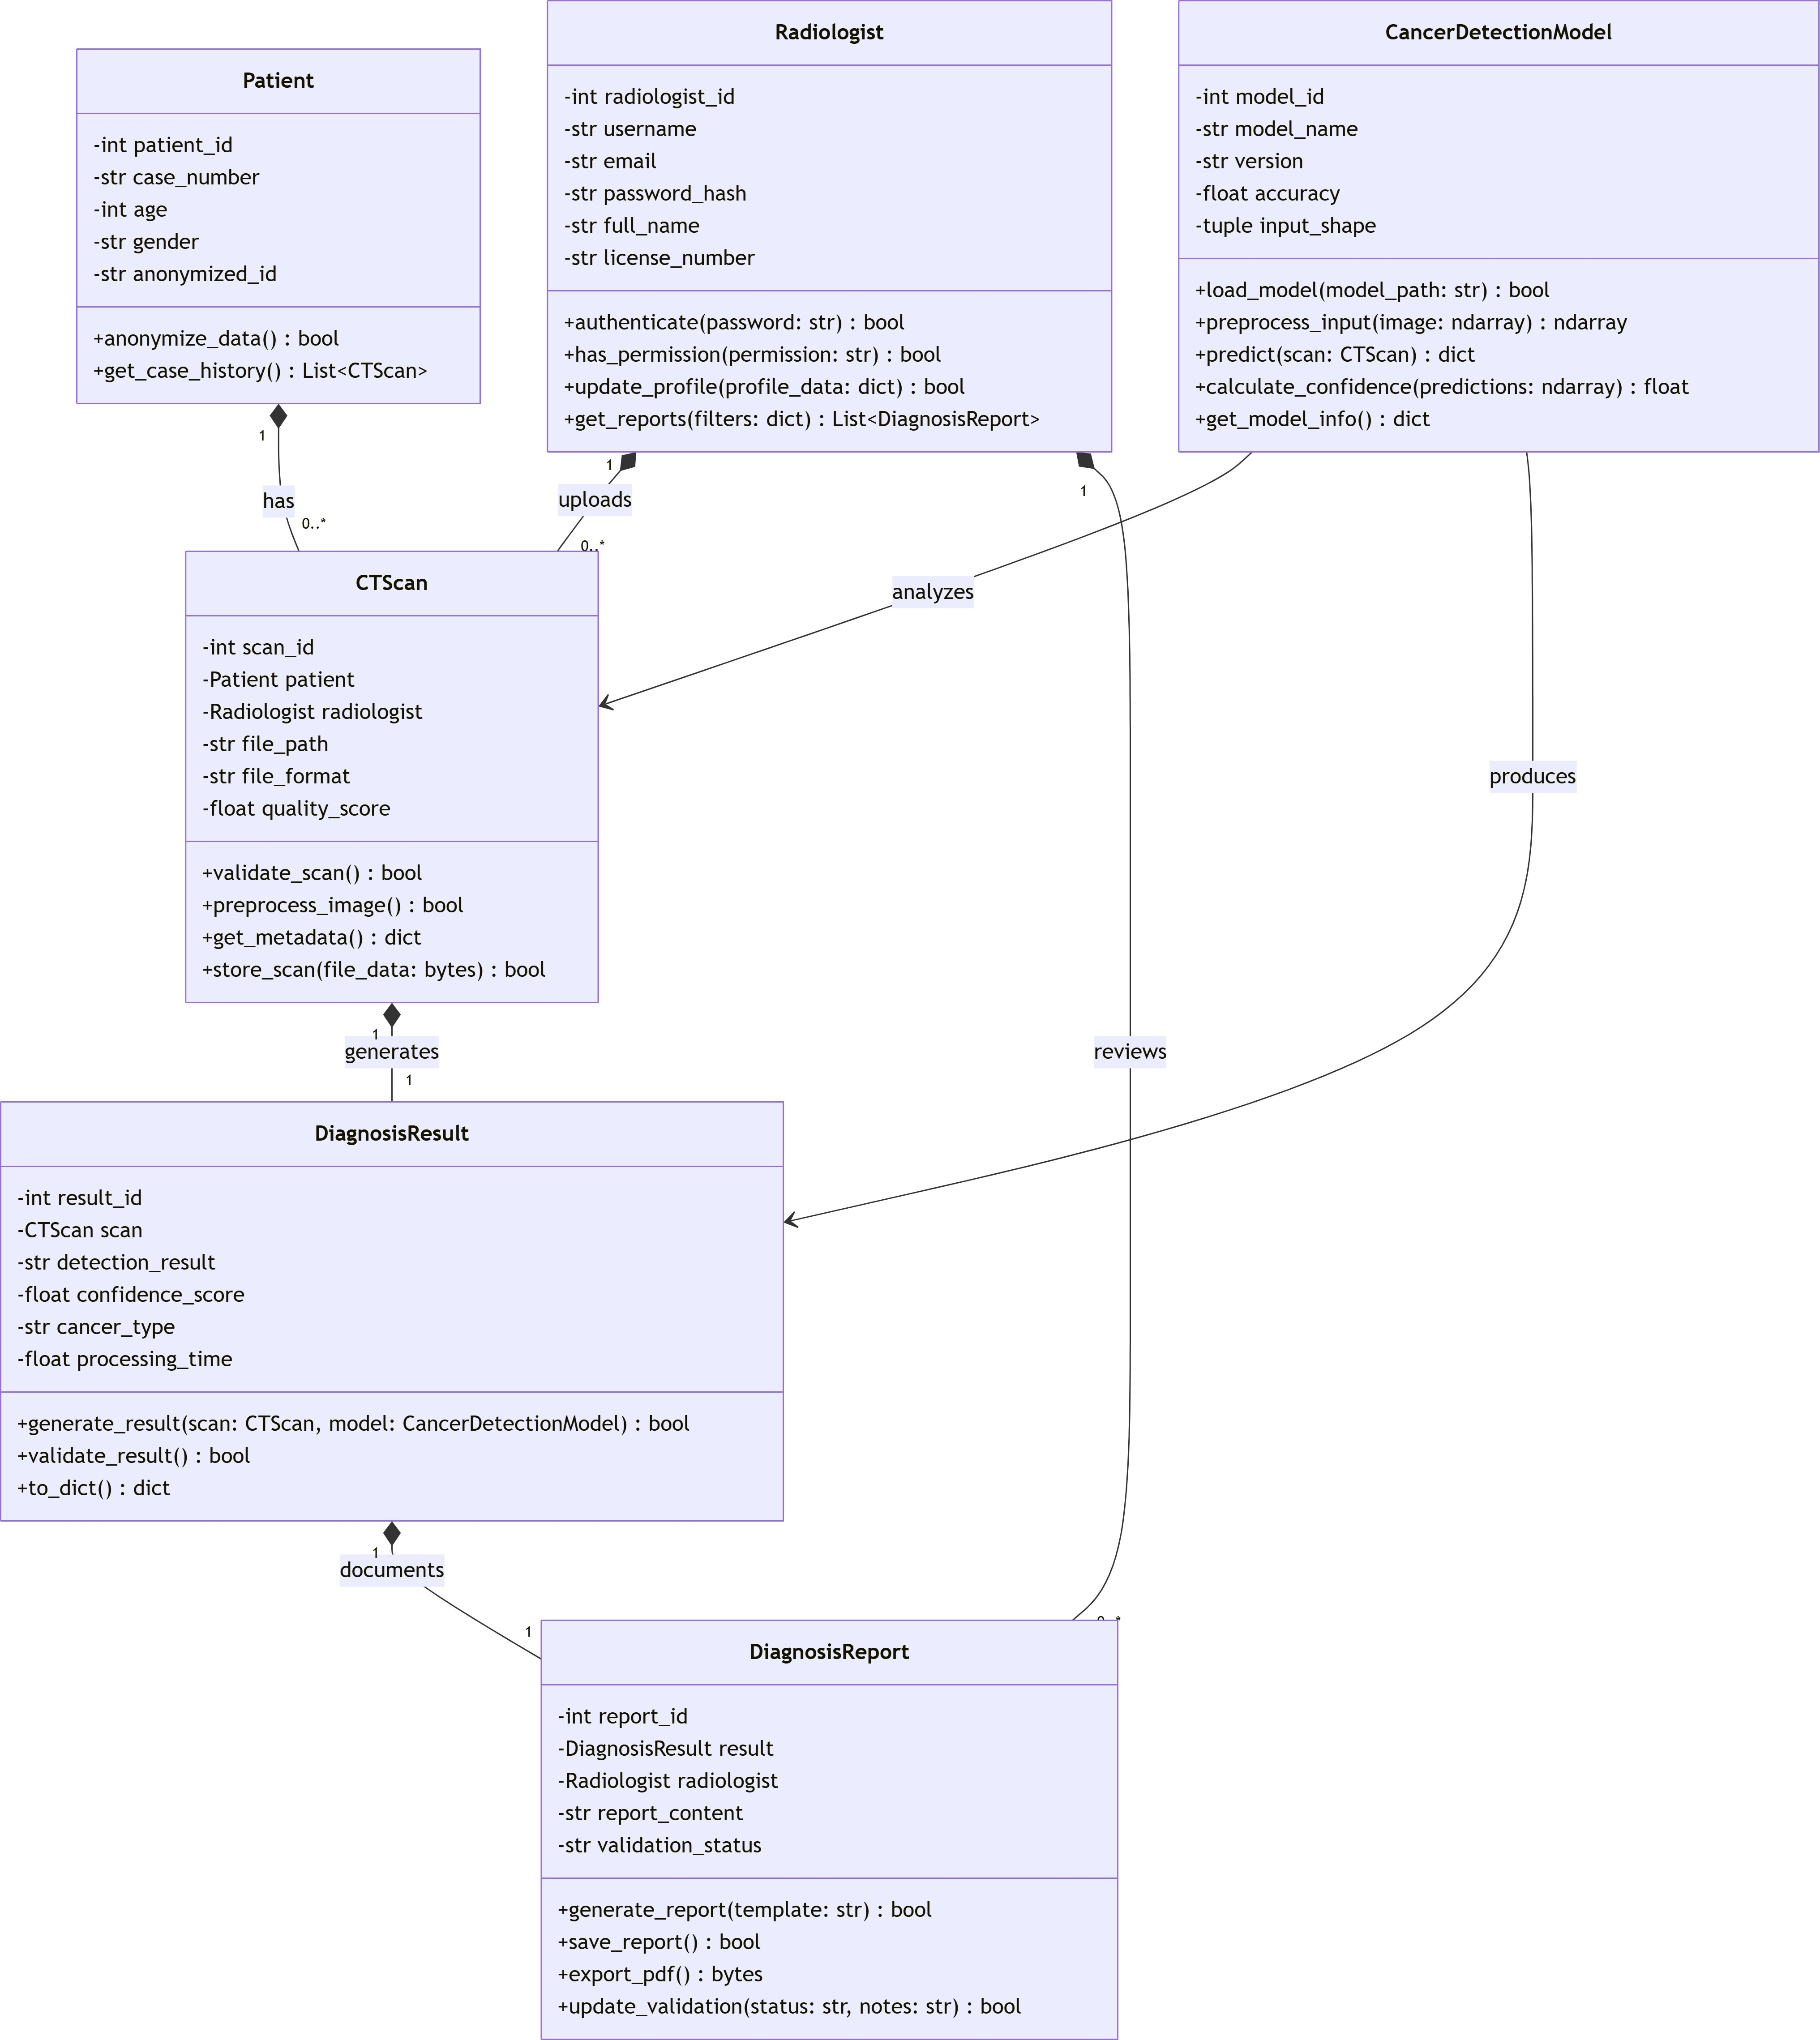 Patient
-int patient_id
-str case_number
-int age
-str gender
-str anonymized_id
+anonymize_data() : bool
+get_case_history() : List<CTScan>
Radiologist
-int radiologist_id
-str username
-str email
-str password_hash
-str full_name
-str license_number
+authenticate(password: str) : bool
+has_permission(permission: str) : bool
+update_profile(profile_data: dict) : bool
+get_reports(filters: dict) : List<DiagnosisReport>
CancerDetectionModel
-int model_id
-str model_name
-str version
-float accuracy
-tuple input_shape
+load_model(model_path: str) : bool
+preprocess_input(image: ndarray) : ndarray
+predict(scan: CTScan) : dict
+calculate_confidence(predictions: ndarray) : float
+get_model_info() : dict
1
has
0..*
1
uploads
0..*
1
analyzes
CTScan
-int scan_id
-Patient patient
-Radiologist radiologist
-str file_path
-str file_format
-float quality_score
+validate_scan() : bool
+preprocess_image() : bool
+get_metadata() : dict
+store_scan(file_data: bytes) : bool
produces
1
generates
1
reviews
DiagnosisResult
-int result_id
-CTScan scan
-str detection_result
-float confidence_score
-str cancer_type
-float processing_time
+generate_result(scan: CTScan, model: CancerDetectionModel) : bool
+validate_result() : bool
+to_dict() : dict
1
documents
1
0..*
DiagnosisReport
-int report_id
-DiagnosisResult result
-Radiologist radiologist
-str report_content
-str validation_status
+generate_report(template: str) : bool
+save_report() : bool
+export_pdf() : bytes
+update_validation(status: str, notes: str) : bool